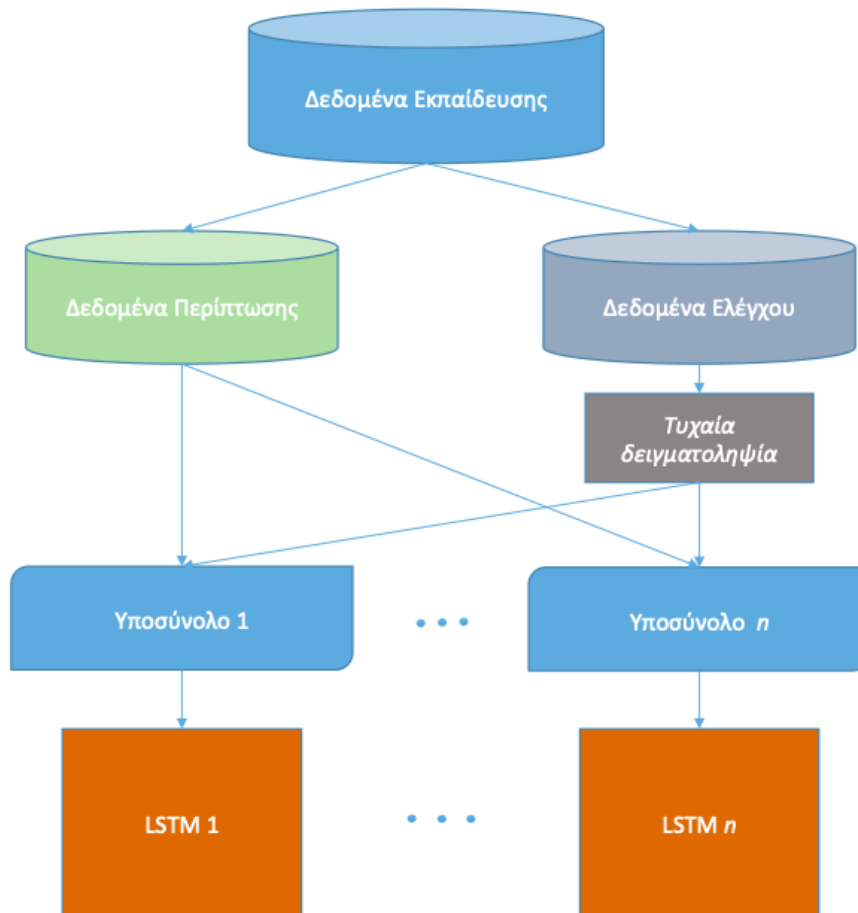 Δεδομένα Εκπαίδευσης
Δεδομένα Περίπτωσης
Δεδομένα Ελέγχου
Τυχαία
δειγματοληψία
Υποσύνολο 1
Υποσύνολο n
LSTM 1
LSTM n